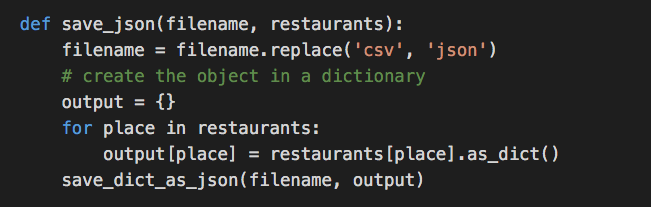 def save_json(filename, restaurants):
    filename = filename.replace('csv', 'json')
    # create the object in a dictionary
    output = {}
    for place in restaurants:
        output[place] = restaurants[place].as_dict()
    save_dict_as_json(filename, output)